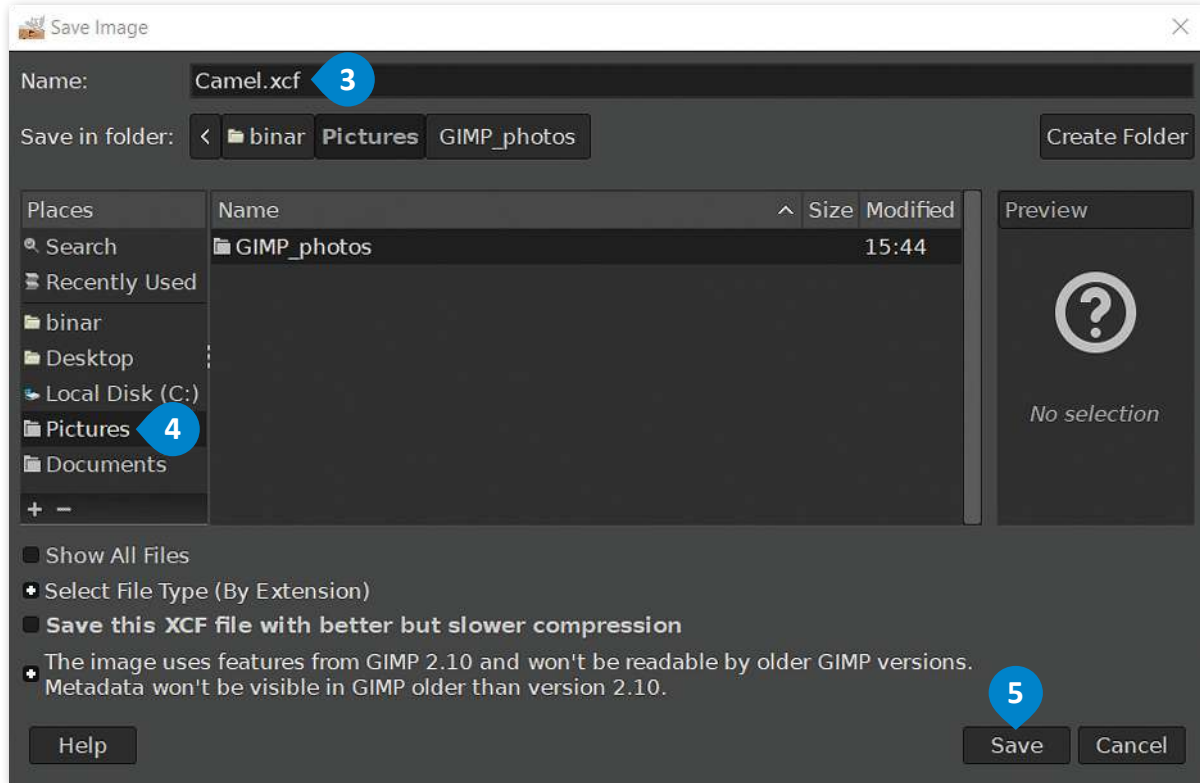 Save Image
Name: Camel.xcf 3
Save in folder: < binar Pictures GIMP_photos Create Folder
Places Name Size Modified Preview
Search GIMP_photos 15:44
Recently Used
binar
Desktop
Local Disk (C:)
No selection
Pictures 4
Documents
+ −
Show All Files
Select File Type (By Extension)
Save this XCF file with better but slower compression
The image uses features from GIMP 2.10 and won't be readable by older GIMP versions.
Metadata won't be visible in GIMP older than version 2.10.
5
Help Save Cancel